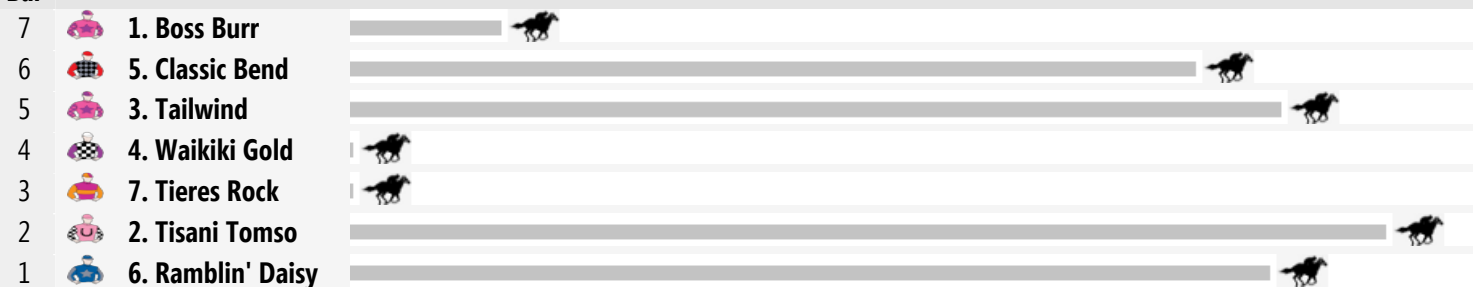 7 1. Boss Burr
6 5. Classic Bend
5 3. Tailwind
4 4. Waikiki Gold
3 7. Tieres Rock
2 2. Tisani Tomso
1 6. Ramblin' Daisy